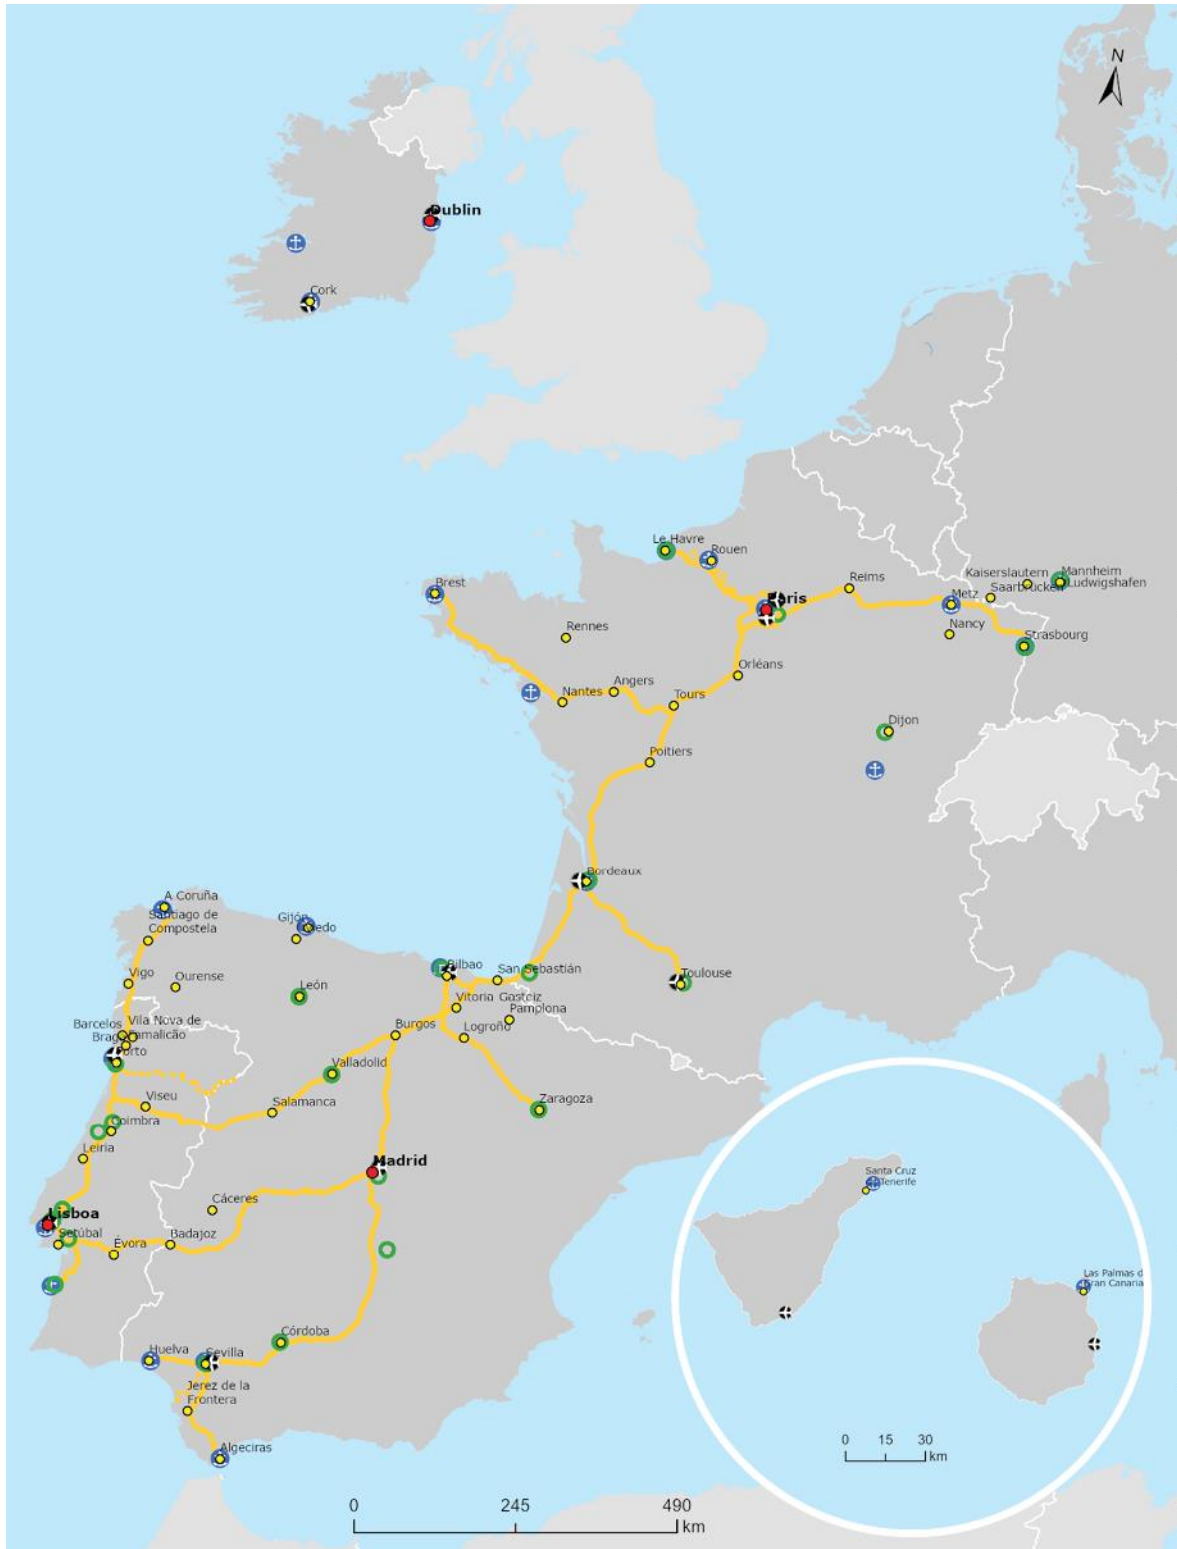 N
Dublin
Cork
Le Havre
Rouen
Brest
Rennes
Paris
Reims
Kaiserslautern
Mannheim
Ludwigshafen
Saarbrücken
Metz
Nancy
Strasbourg
Orléans
Angers
Nantes
Tours
Dijon
Poitiers
Bordeaux
Toulouse
A Coruña
Santiago de
Compostela
Gijón
Vigo
Ourense
León
Bilbao
San Sebastián
Vitoria Gasteiz
Pamplona
Burgos
Logroño
Barcelos
Vila Nova de
Famalicão
Porto
Valladolid
Zaragoza
Viseu
Salamanca
Coimbra
Leiria
Madrid
Cáceres
Lisboa
Setúbal
Évora
Badajoz
Córdoba
Huelva
Sevilla
Jerez de la
Frontera
Algeciras
Santa Cruz
Tenerife
Las Palmas d
Gran Canaria
0 15 30
km
0 245 490
km